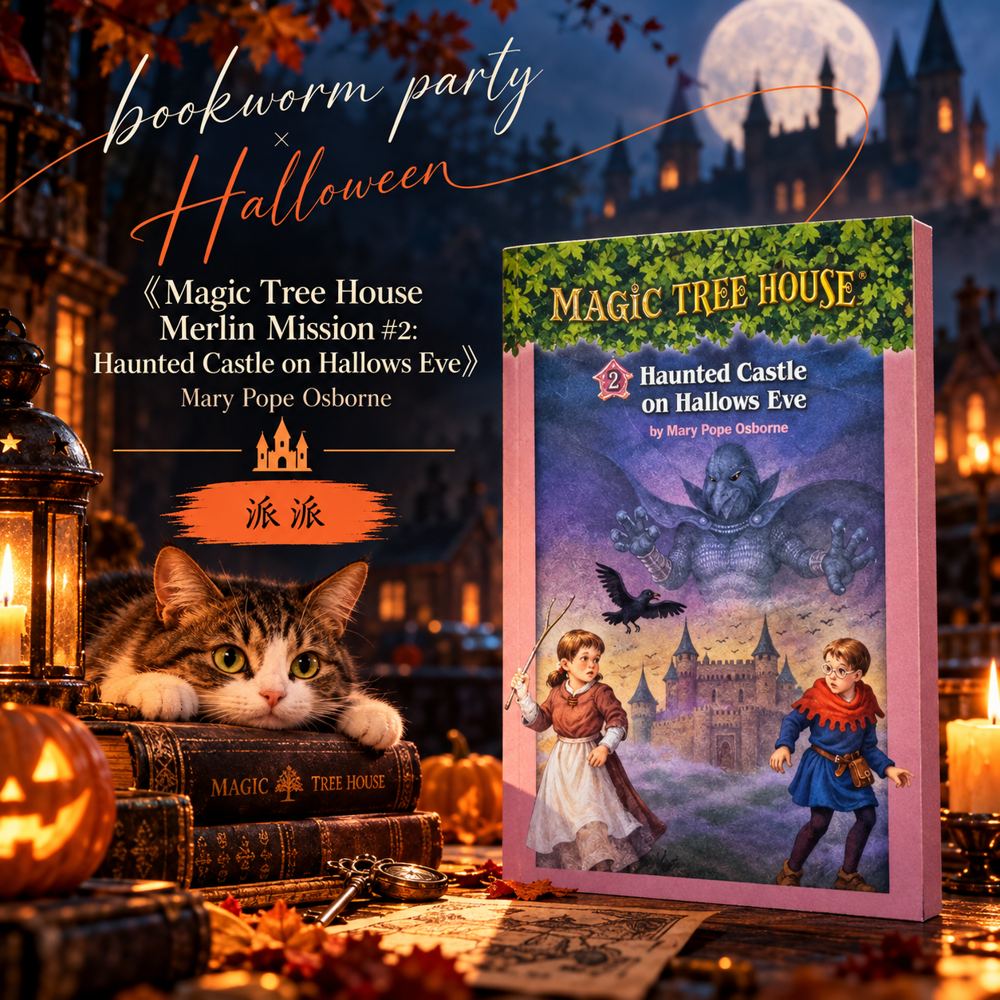 bookworm party
×
Halloween
《Magic Tree House
Merlin Mission #2:
Haunted Castle on Hallows Eve》
Mary Pope Osborne
派派
MAGIC TREE HOUSE
MAGIC TREE HOUSE®
2 Haunted Castle
on Hallows Eve
by Mary Pope Osborne